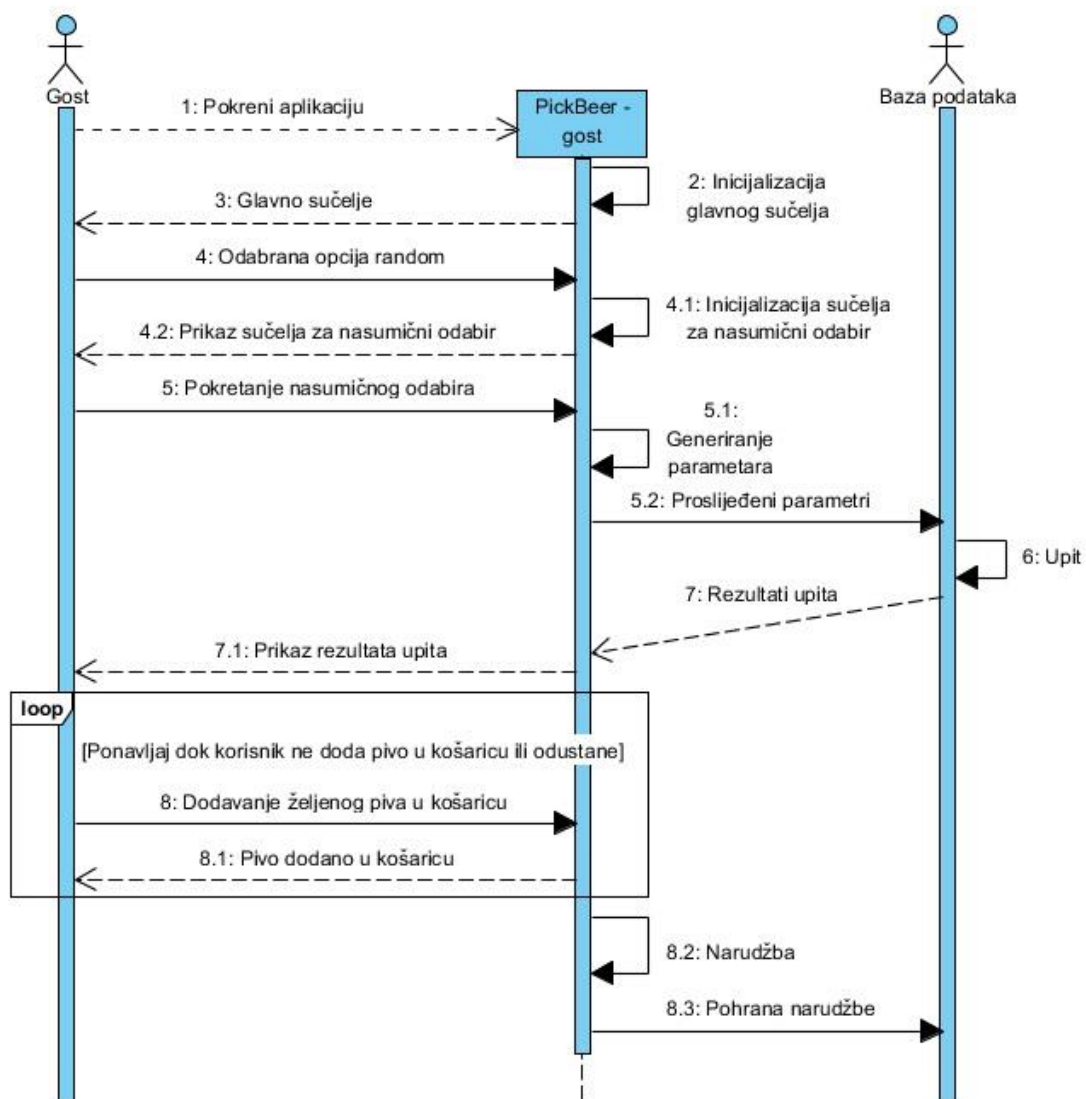 Gost
1: Pokreni aplikaciju
PickBeer -
gost
Baza podataka
2: Inicijalizacija
glavnog sučelja
3: Glavno sučelje
4: Odabrana opcija random
4.1: Inicijalizacija sučelja
za nasumični odabir
4.2: Prikaz sučelja za nasumični odabir
5: Pokretanje nasumičnog odabira
5.1:
Generiranje
parametara
5.2: Proslijeđeni parametri
6: Upit
7: Rezultati upita
7.1: Prikaz rezultata upita
loop
[Ponavljaj dok korisnik ne doda pivo u košaricu ili odustane]
8: Dodavanje željenog piva u košaricu
8.1: Pivo dodano u košaricu
8.2: Narudžba
8.3: Pohrana narudžbe